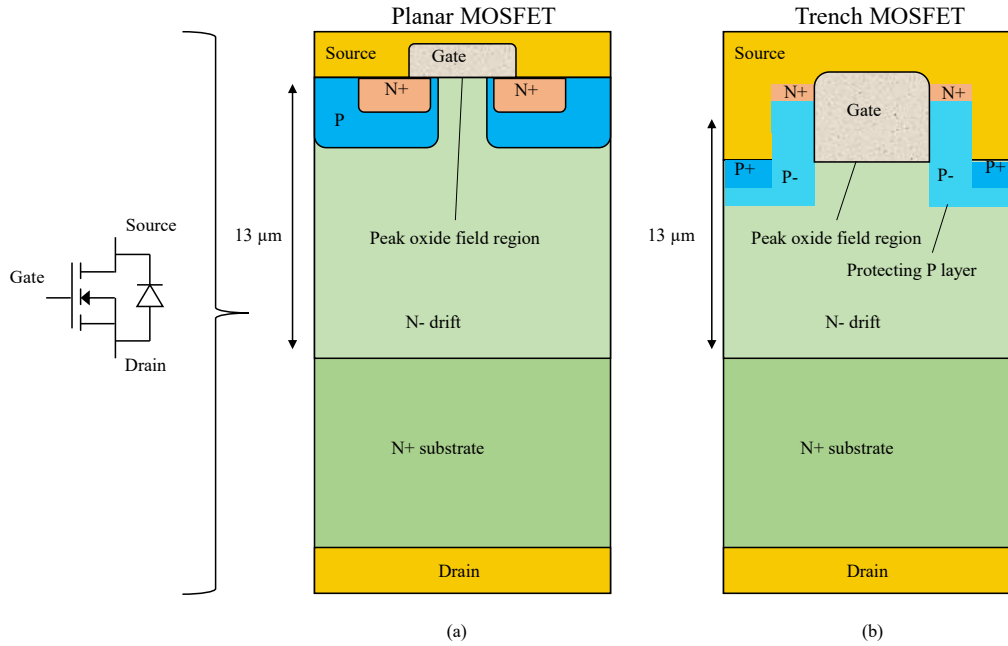 Planar MOSFET
Trench MOSFET
Source
Gate
N+
N+
P
13 µm
Peak oxide field region
N- drift
N+ substrate
Drain
Source
N+
N+
Gate
P+
P-
P-
P+
13 µm
Peak oxide field region
Protecting P layer
N- drift
N+ substrate
Drain
Source
Gate
Drain
(a)
(b)